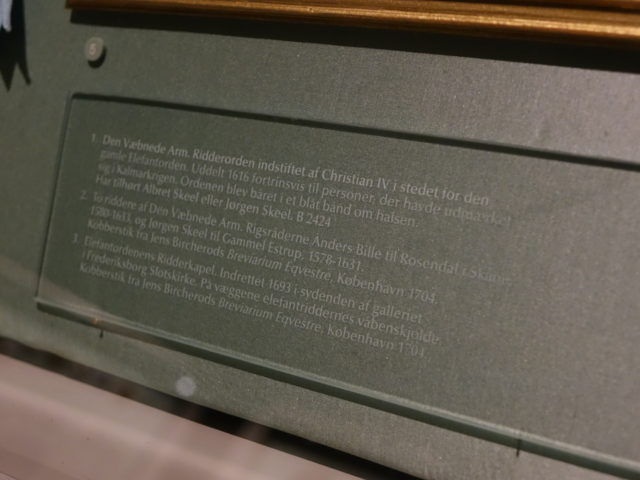 5
1. Den Væbnede Arm. Ridderorden indstiftet af Christian IV i stedet for den
gamle Elefantorden. Uddelt 1616 fortrinsvis til personer, der havde udmærket
sig i Kalmarkrigen. Ordenen blev båret i et blåt bånd om halsen.
Har tilhørt Albret Skeel eller Jørgen Skeel. B 2424
2. To riddere af Den Væbnede Arm. Rigsråderne Anders Bille til Rosendal i Skåne
1580-1633, og Jørgen Skeel til Gammel Estrup, 1578-1631.
Kobberstik fra Jens Bircherods Breviarium Eqvestre, København 1704.
3. Elefantordenens Ridderkapel. Indrettet 1693 i sydenden af galleriet
i Frederiksborg Slotskirke. På væggene elefantriddernes våbenskjolde.
Kobberstik fra Jens Bircherods Breviarium Eqvestre, København 1704.